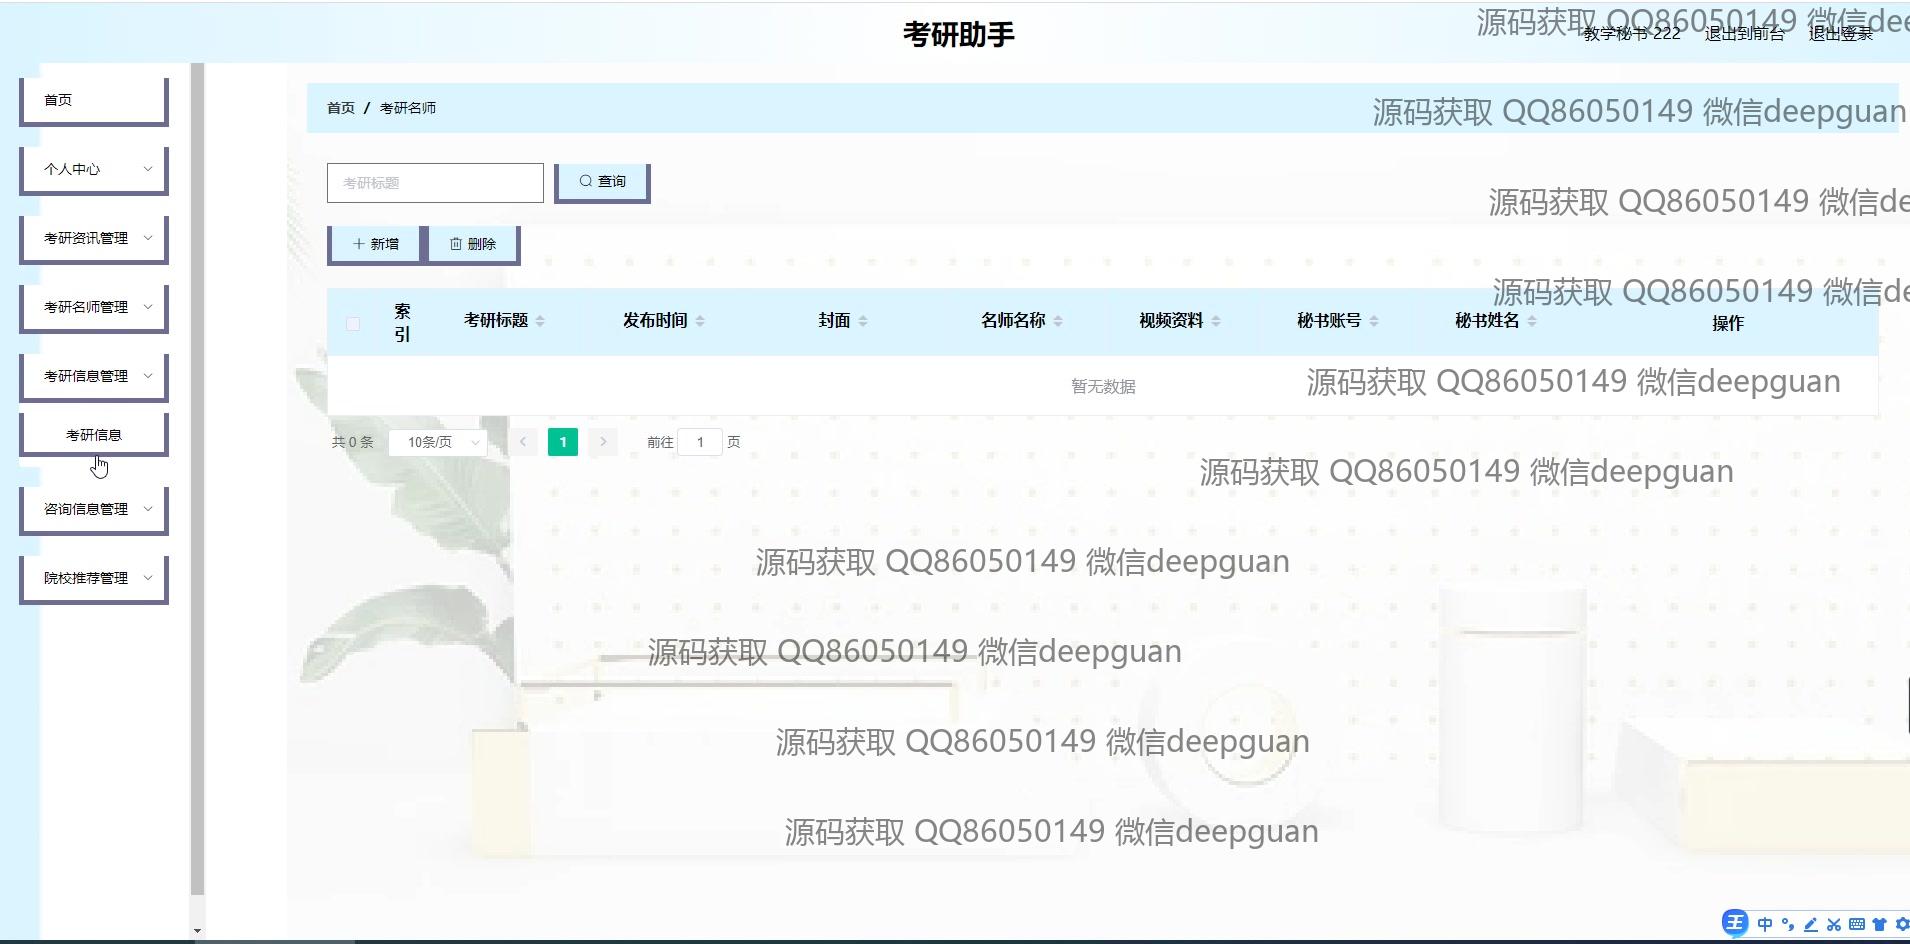 考研助手
源码获取 QQ86050149 微信dee
教学秘书 222 退出到前台 退出登录
首页
个人中心
考研资讯管理
考研名师管理
考研信息管理
考研信息
咨询信息管理
院校推荐管理
首页 / 考研名师
源码获取 QQ86050149 微信deepguan
考研标题
查询
源码获取 QQ86050149 微信de
新增
删除
源码获取 QQ86050149 微信de
索引 考研标题 发布时间 封面 名师名称 视频资料 秘书账号 秘书姓名 操作
暂无数据
源码获取 QQ86050149 微信deepguan
共 0 条 10条/页 1 前往 1 页
源码获取 QQ86050149 微信deepguan
源码获取 QQ86050149 微信deepguan
源码获取 QQ86050149 微信deepguan
源码获取 QQ86050149 微信deepguan
源码获取 QQ86050149 微信deepguan
王 中